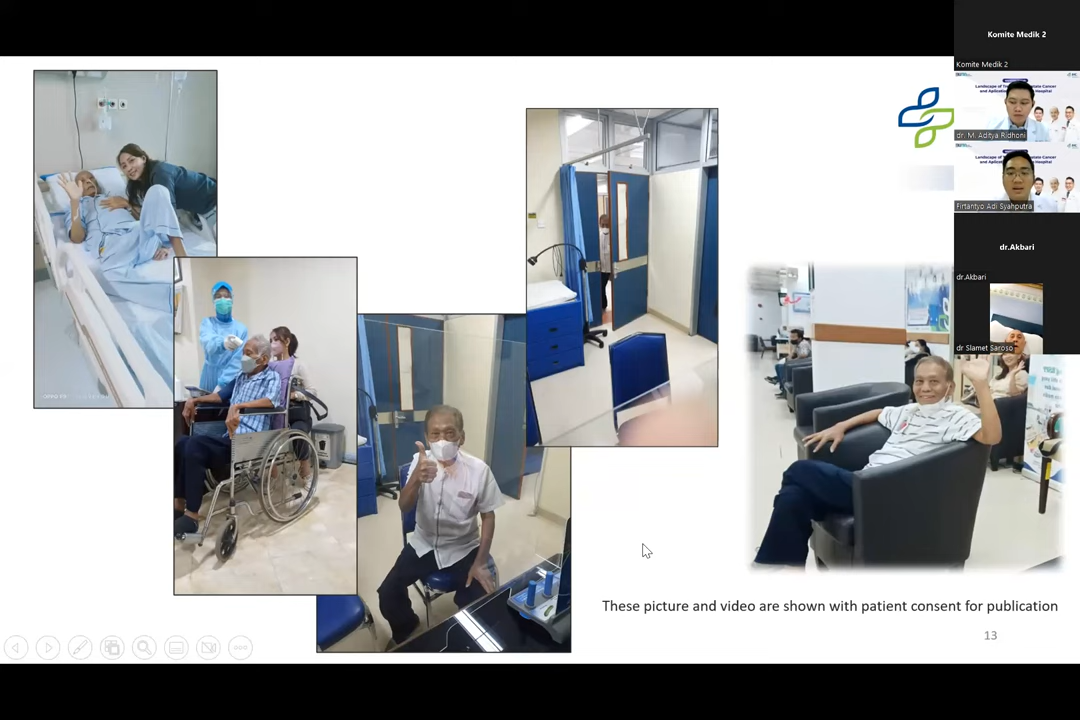 Komite Medik 2
Komite Medik 2
dr. M. Aditya Ridhoni
Firtantyo Adi Syahputra
dr.Akbari
dr.Akbari
dr Slamet Saroso
These picture and video are shown with patient consent for publication
13